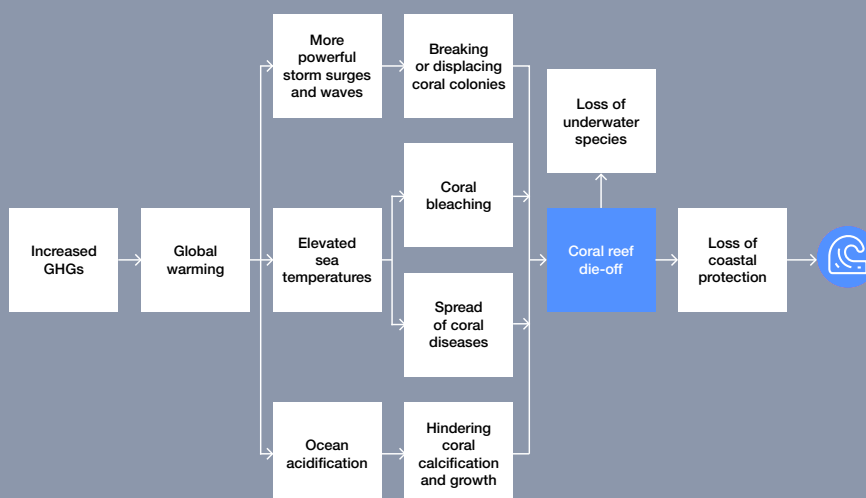 Increased
GHGs
Global
warming
More
powerful
storm surges
and waves
Breaking
or displacing
coral colonies
Elevated
sea
temperatures
Coral
bleaching
Spread
of coral
diseases
Ocean
acidification
Hindering
coral
calcification
and growth
Loss of
underwater
species
Coral reef
die-off
Loss of
coastal
protection